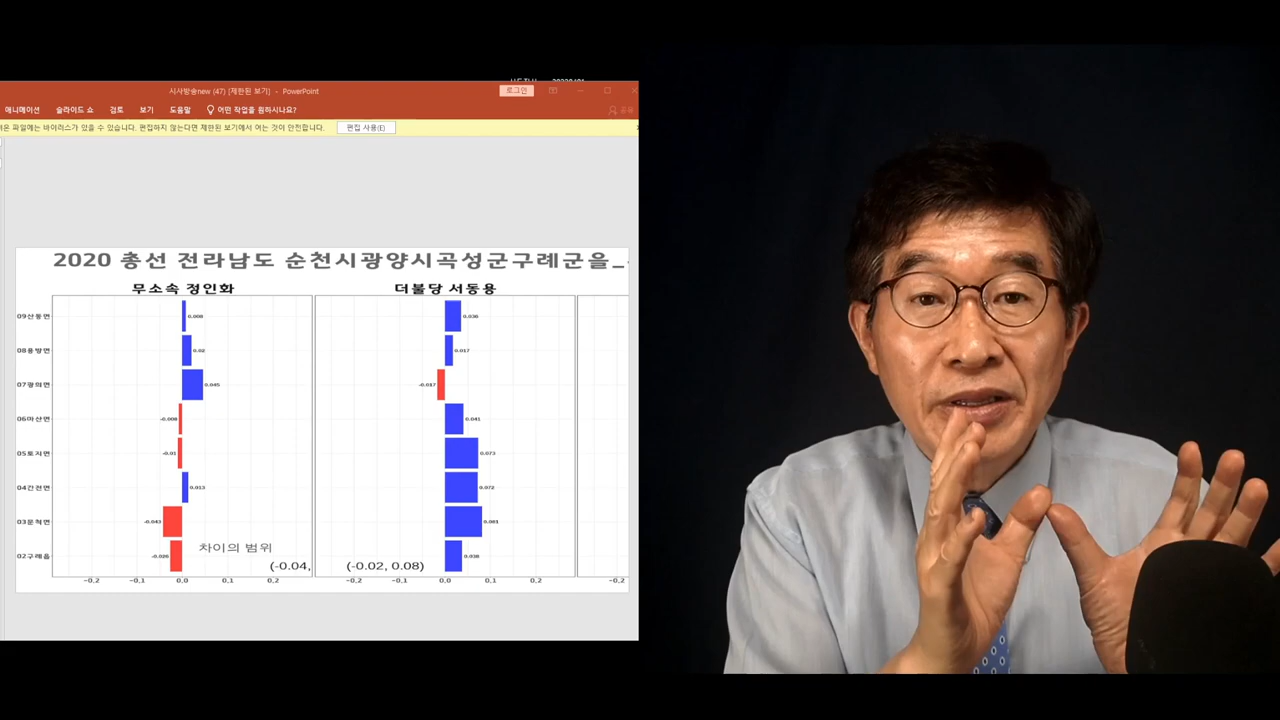 시사방송new (47) [제한된 보기] - PowerPoint
로그인
애니메이션 슬라이드 쇼 검토 보기 도움말 어떤 작업을 원하시나요? 공유
파일에는 바이러스가 있을 수 있습니다. 편집하지 않는다면 제한된 보기에서 여는 것이 안전합니다. 편집 사용(E)
2020 총선 전라남도 순천시광양시곡성군구례군을_
무소속 정인화 더불당 서동용
09산동면 0.008 0.036
08용방면 0.02 0.017
07광의면 0.045 -0.017
06마산면 -0.008 0.041
05토지면 -0.01 0.073
04간전면 0.013 0.072
03문척면 -0.043 0.081
02구례읍 -0.026 0.038
차이의 범위
(-0.04, (-0.02, 0.08)
-0.2 -0.1 0.0 0.1 0.2 -0.2 -0.1 0.0 0.1 0.2 -0.2